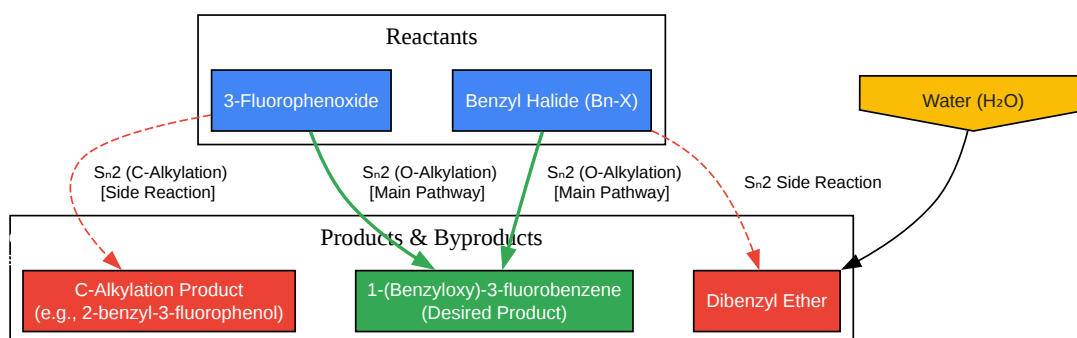 Reactants
3-Fluorophenoxide
Benzyl Halide (Bn-X)
Water (H₂O)
Sₙ2 (C-Alkylation)
[Side Reaction]
Sₙ2 (O-Alkylation)
[Main Pathway]
Sₙ2 (O-Alkylation)
[Main Pathway]
Sₙ2 Side Reaction
Products & Byproducts
C-Alkylation Product
(e.g., 2-benzyl-3-fluorophenol)
1-(Benzyloxy)-3-fluorobenzene
(Desired Product)
Dibenzyl Ether